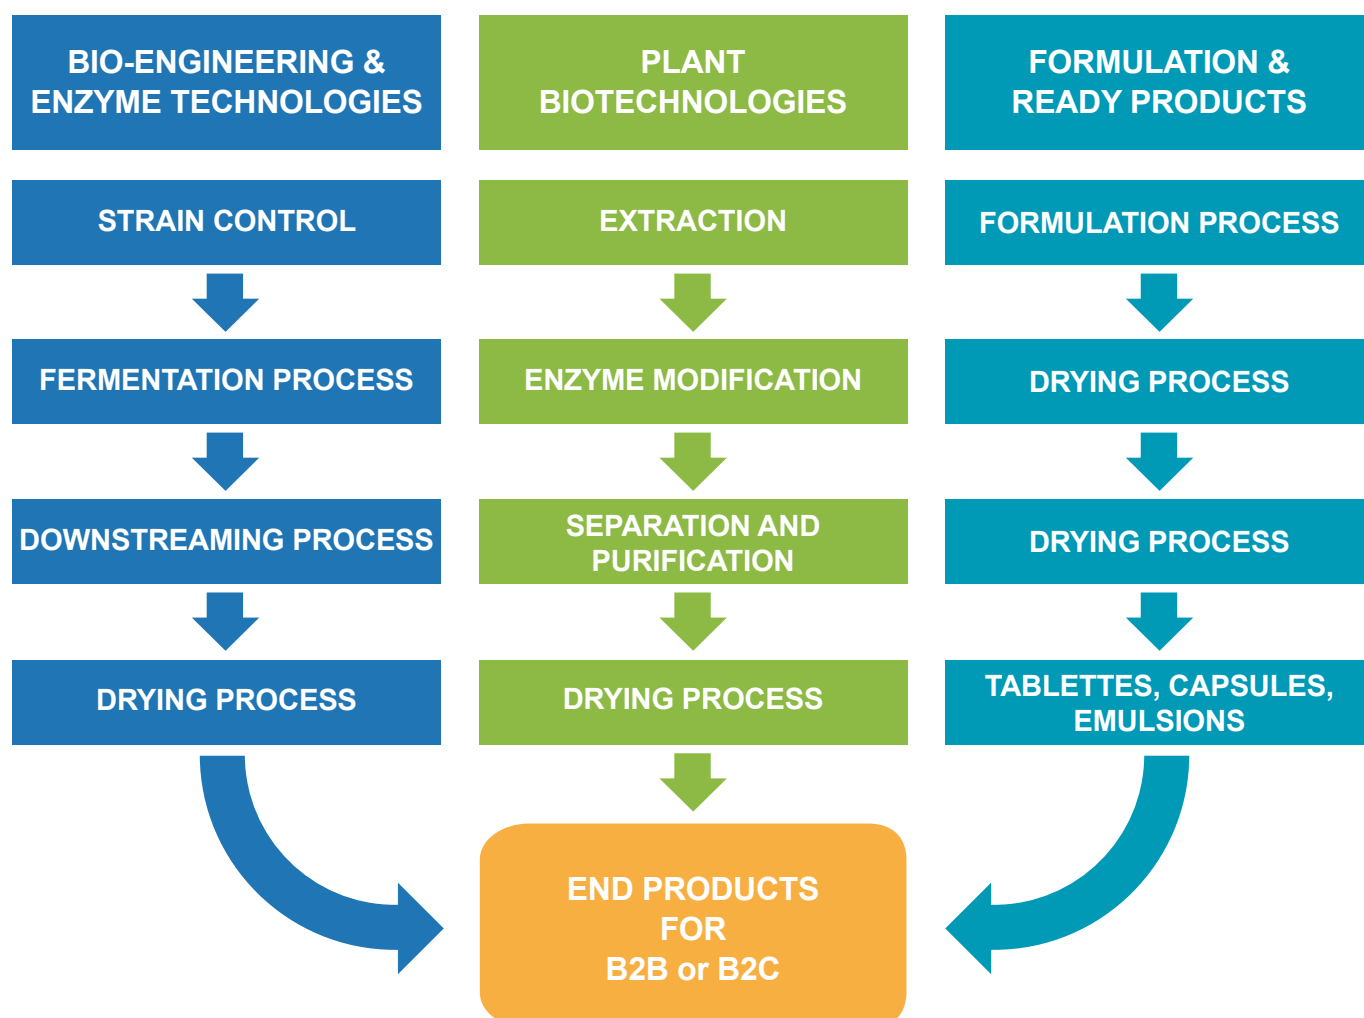 BIO-ENGINEERING &
ENZYME TECHNOLOGIES
STRAIN CONTROL
FERMENTATION PROCESS
DOWNSTREAMING PROCESS
DRYING PROCESS
PLANT
BIOTECHNOLOGIES
EXTRACTION
ENZYME MODIFICATION
SEPARATION AND
PURIFICATION
DRYING PROCESS
FORMULATION &
READY PRODUCTS
FORMULATION PROCESS
DRYING PROCESS
DRYING PROCESS
TABLETTES, CAPSULES,
EMULSIONS
END PRODUCTS
FOR
B2B or B2C